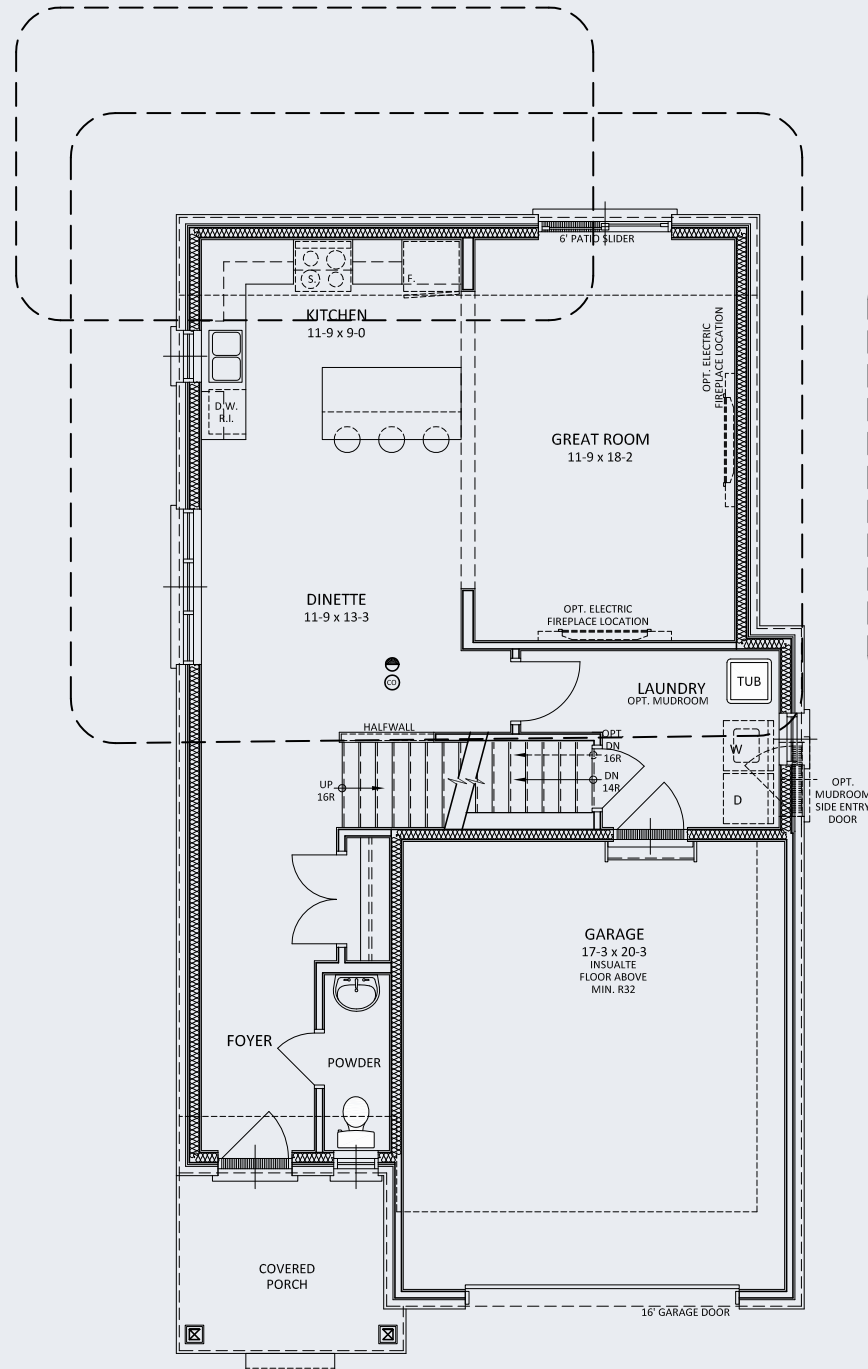 6' PATIO SLIDER
S.
F.
KITCHEN
11-9 x 9-0
OPT. ELECTRIC
FIREPLACE LOCATION
D.W.
R.I.
GREAT ROOM
11-9 x 18-2
DINETTE
11-9 x 13-3
OPT. ELECTRIC
FIREPLACE LOCATION
CO
LAUNDRY
OPT. MUDROOM
TUB
HALFWALL
OPT.
DN
16R
W
UP
16R
DN
14R
D
OPT.
MUDROOM
SIDE ENTRY
DOOR
GARAGE
17-3 x 20-3
INSUALTE
FLOOR ABOVE
MIN. R32
FOYER
POWDER
COVERED
PORCH
16' GARAGE DOOR